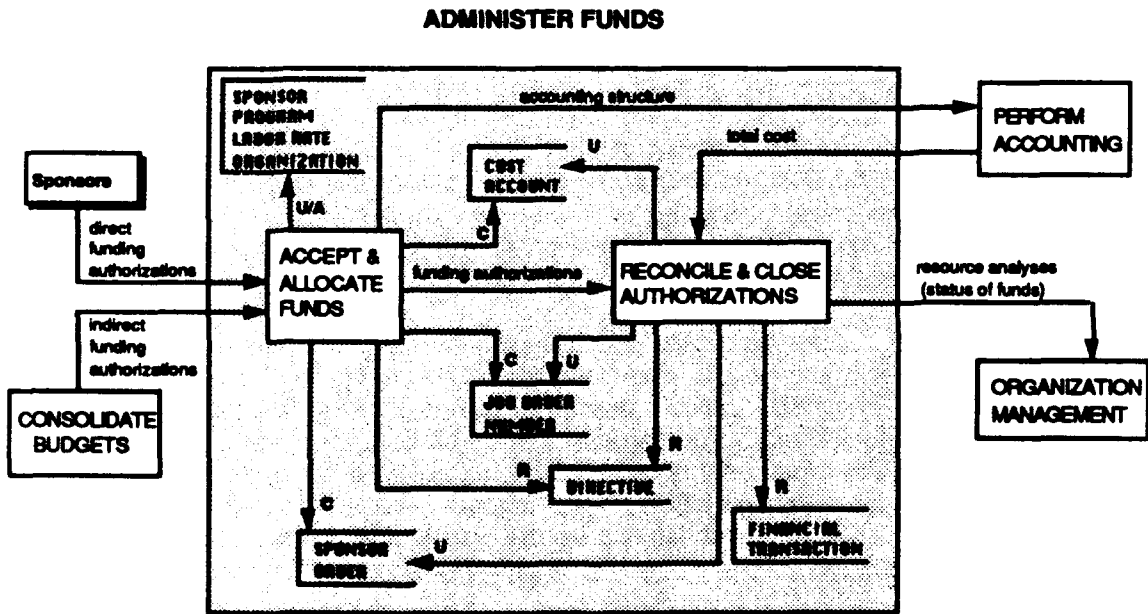 ADMINISTER FUNDS
SPONSOR
PROGRAM
LABOR RATE
ORGANIZATION
accounting structure
PERFORM
ACCOUNTING
total cost
U
COST
ACCOUNT
Sponsors
U/A
C
direct
funding
authorizations
ACCEPT &
ALLOCATE
FUNDS
funding authorizations
RECONCILE & CLOSE
AUTHORIZATIONS
resource analyses
(status of funds)
indirect
funding
authorizations
C
U
JOB ORDER
NUMBER
ORGANIZATION
MANAGEMENT
CONSOLIDATE
BUDGETS
R
R
DIRECTIVE
R
C
FINANCIAL
TRANSACTION
SPONSOR
ORDER
U